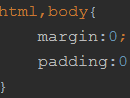 html,body{
    margin:0;
    padding:0
}